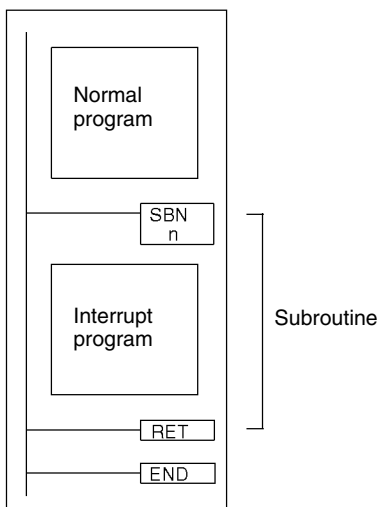 Normal
program
SBN
n
Interrupt
program
Subroutine
RET
END